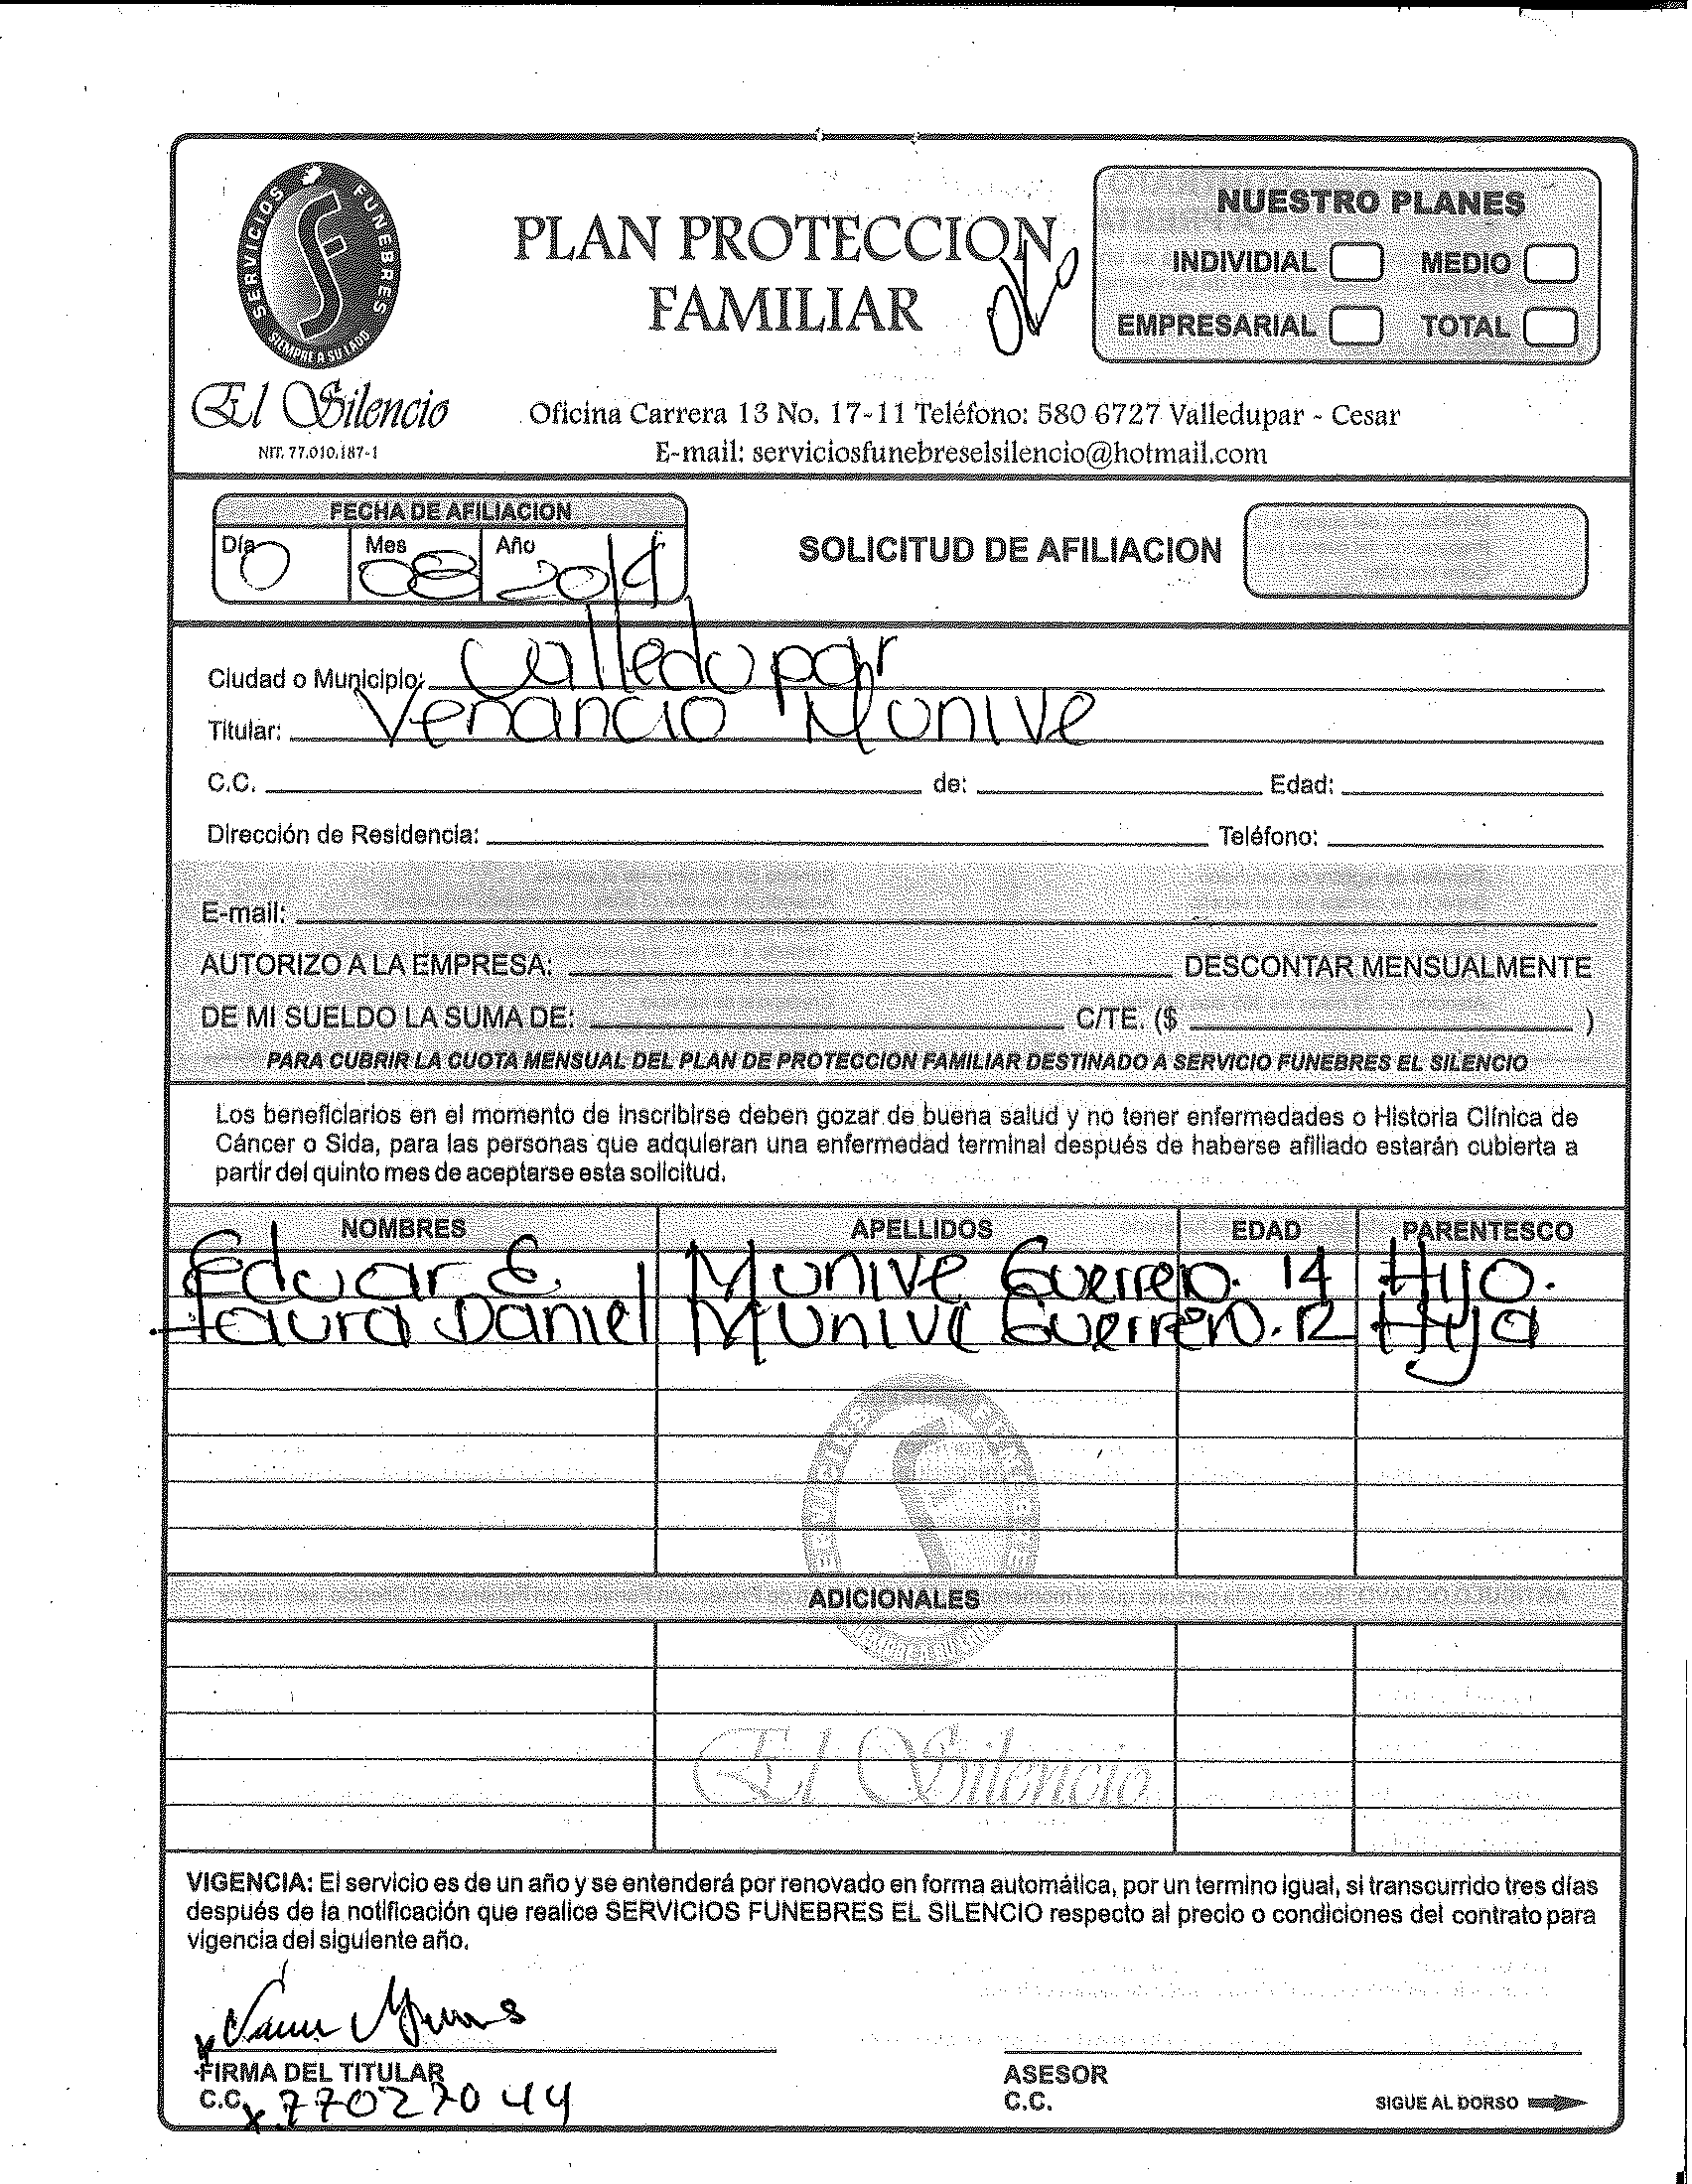 SERVICIOS FUNEBRES
SIEMPRE A SU LADO
El Silencio
NIT. 77.010.187-1
PLAN PROTECCION
FAMILIAR
NUESTRO PLANES
INDIVIDIAL MEDIO
EMPRESARIAL TOTAL
Oficina Carrera 13 No. 17-11 Teléfono: 580 6727 Valledupar - Cesar
E-mail: serviciosfunebreselsilencio@hotmail.com
FECHA DE AFILIACION
Día 0 Mes 08 Año 2014
SOLICITUD DE AFILIACION
Ciudad o Municipio: Valledupar
Titular: Venancio Munive
C.C. de: Edad:
Dirección de Residencia: Teléfono:
E-mail:
AUTORIZO A LA EMPRESA: DESCONTAR MENSUALMENTE
DE MI SUELDO LA SUMA DE: C/TE. ($ )
PARA CUBRIR LA CUOTA MENSUAL DEL PLAN DE PROTECCION FAMILIAR DESTINADO A SERVICIO FUNEBRES EL SILENCIO
Los beneficiarios en el momento de inscribirse deben gozar de buena salud y no tener enfermedades o Historia Clínica de
Cáncer o Sida, para las personas que adquieran una enfermedad terminal después de haberse afiliado estarán cubierta a
partir del quinto mes de aceptarse esta solicitud.
NOMBRES APELLIDOS EDAD PARENTESCO
Eduar E Munive Guerrero. 14 Hijo.
Laura Daniel Munive Guerrero. 12 Hija
ADICIONALES
El Silencio
VIGENCIA: El servicio es de un año y se entenderá por renovado en forma automática, por un termino igual, si transcurrido tres días
después de la notificación que realice SERVICIOS FUNEBRES EL SILENCIO respecto al precio o condiciones del contrato para
vigencia del siguiente año.
FIRMA DEL TITULAR
C.C. x 77027044
ASESOR
C.C.
SIGUE AL DORSO